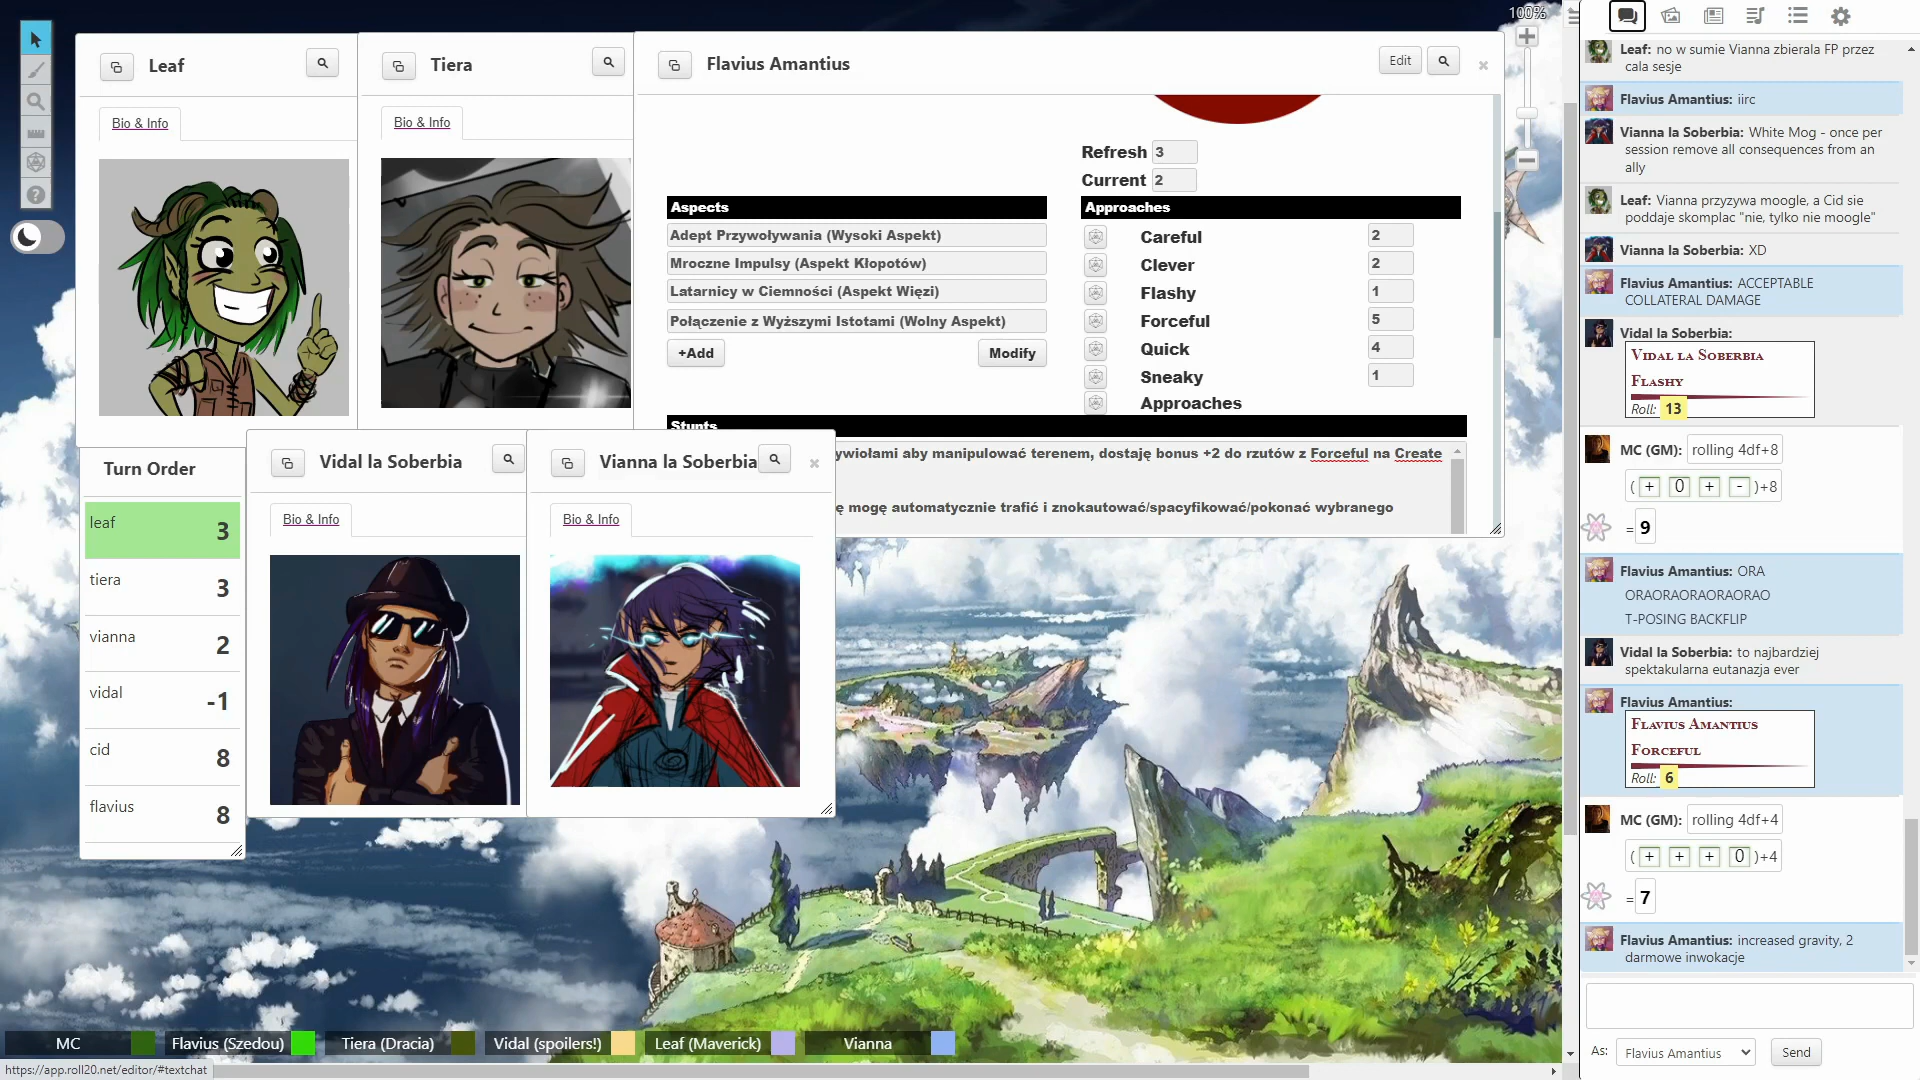 100%
Leaf
Bio & Info
Tiera
Bio & Info
Flavius Amantius
Edit
Refresh 3
Current 2
Aspects
Adept Przywoływania (Wysoki Aspekt)
Mroczne Impulsy (Aspekt Kłopotów)
Latarnicy w Ciemności (Aspekt Więzi)
Połączenie z Wyższymi Istotami (Wolny Aspekt)
+Add
Modify
Approaches
Careful 2
Clever 2
Flashy 1
Forceful 5
Quick 4
Sneaky 1
Approaches
Stunts
ywiołami aby manipulować terenem, dostaję bonus +2 do rzutów z Forceful na Create
ę mogę automatycznie trafić i znokautować/spacyfikować/pokonać wybranego
Turn Order
leaf 3
tiera 3
vianna 2
vidal -1
cid 8
flavius 8
Vidal la Soberbia
Bio & Info
Vianna la Soberbia
Bio & Info
MC
Flavius (Szedou)
Tiera (Dracia)
Vidal (spoilers!)
Leaf (Maverick)
Vianna
https://app.roll20.net/editor/#textchat
Leaf: no w sumie Vianna zbierala FP przez
cala sesje
Flavius Amantius: iirc
Vianna la Soberbia: White Mog - once per
session remove all consequences from an
ally
Leaf: Vianna przyzywa moogle, a Cid sie
poddaje skomplac "nie, tylko nie moogle"
Vianna la Soberbia: XD
Flavius Amantius: ACCEPTABLE
COLLATERAL DAMAGE
Vidal la Soberbia:
Vidal la Soberbia
Flashy
Roll: 13
MC (GM): rolling 4df+8
( + 0 + - )+8
= 9
Flavius Amantius: ORA
ORAORAORAORAORAO
T-POSING BACKFLIP
Vidal la Soberbia: to najbardziej
spektakularna eutanazja ever
Flavius Amantius:
Flavius Amantius
Forceful
Roll: 6
MC (GM): rolling 4df+4
( + + + 0 )+4
= 7
Flavius Amantius: increased gravity, 2
darmowe inwokacje
As: Flavius Amantius
Send